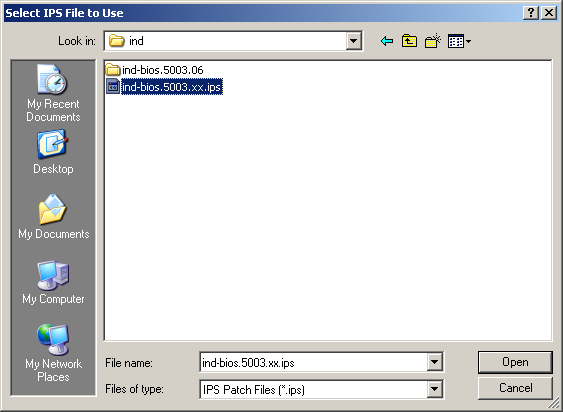 Select IPS File to Use
Look in: ind
ind-bios.5003.06
ind-bios.5003.xx.ips
My Recent
Documents
Desktop
My Documents
My Computer
My Network
Places
File name: ind-bios.5003.xx.ips Open
Files of type: IPS Patch Files (*.ips) Cancel